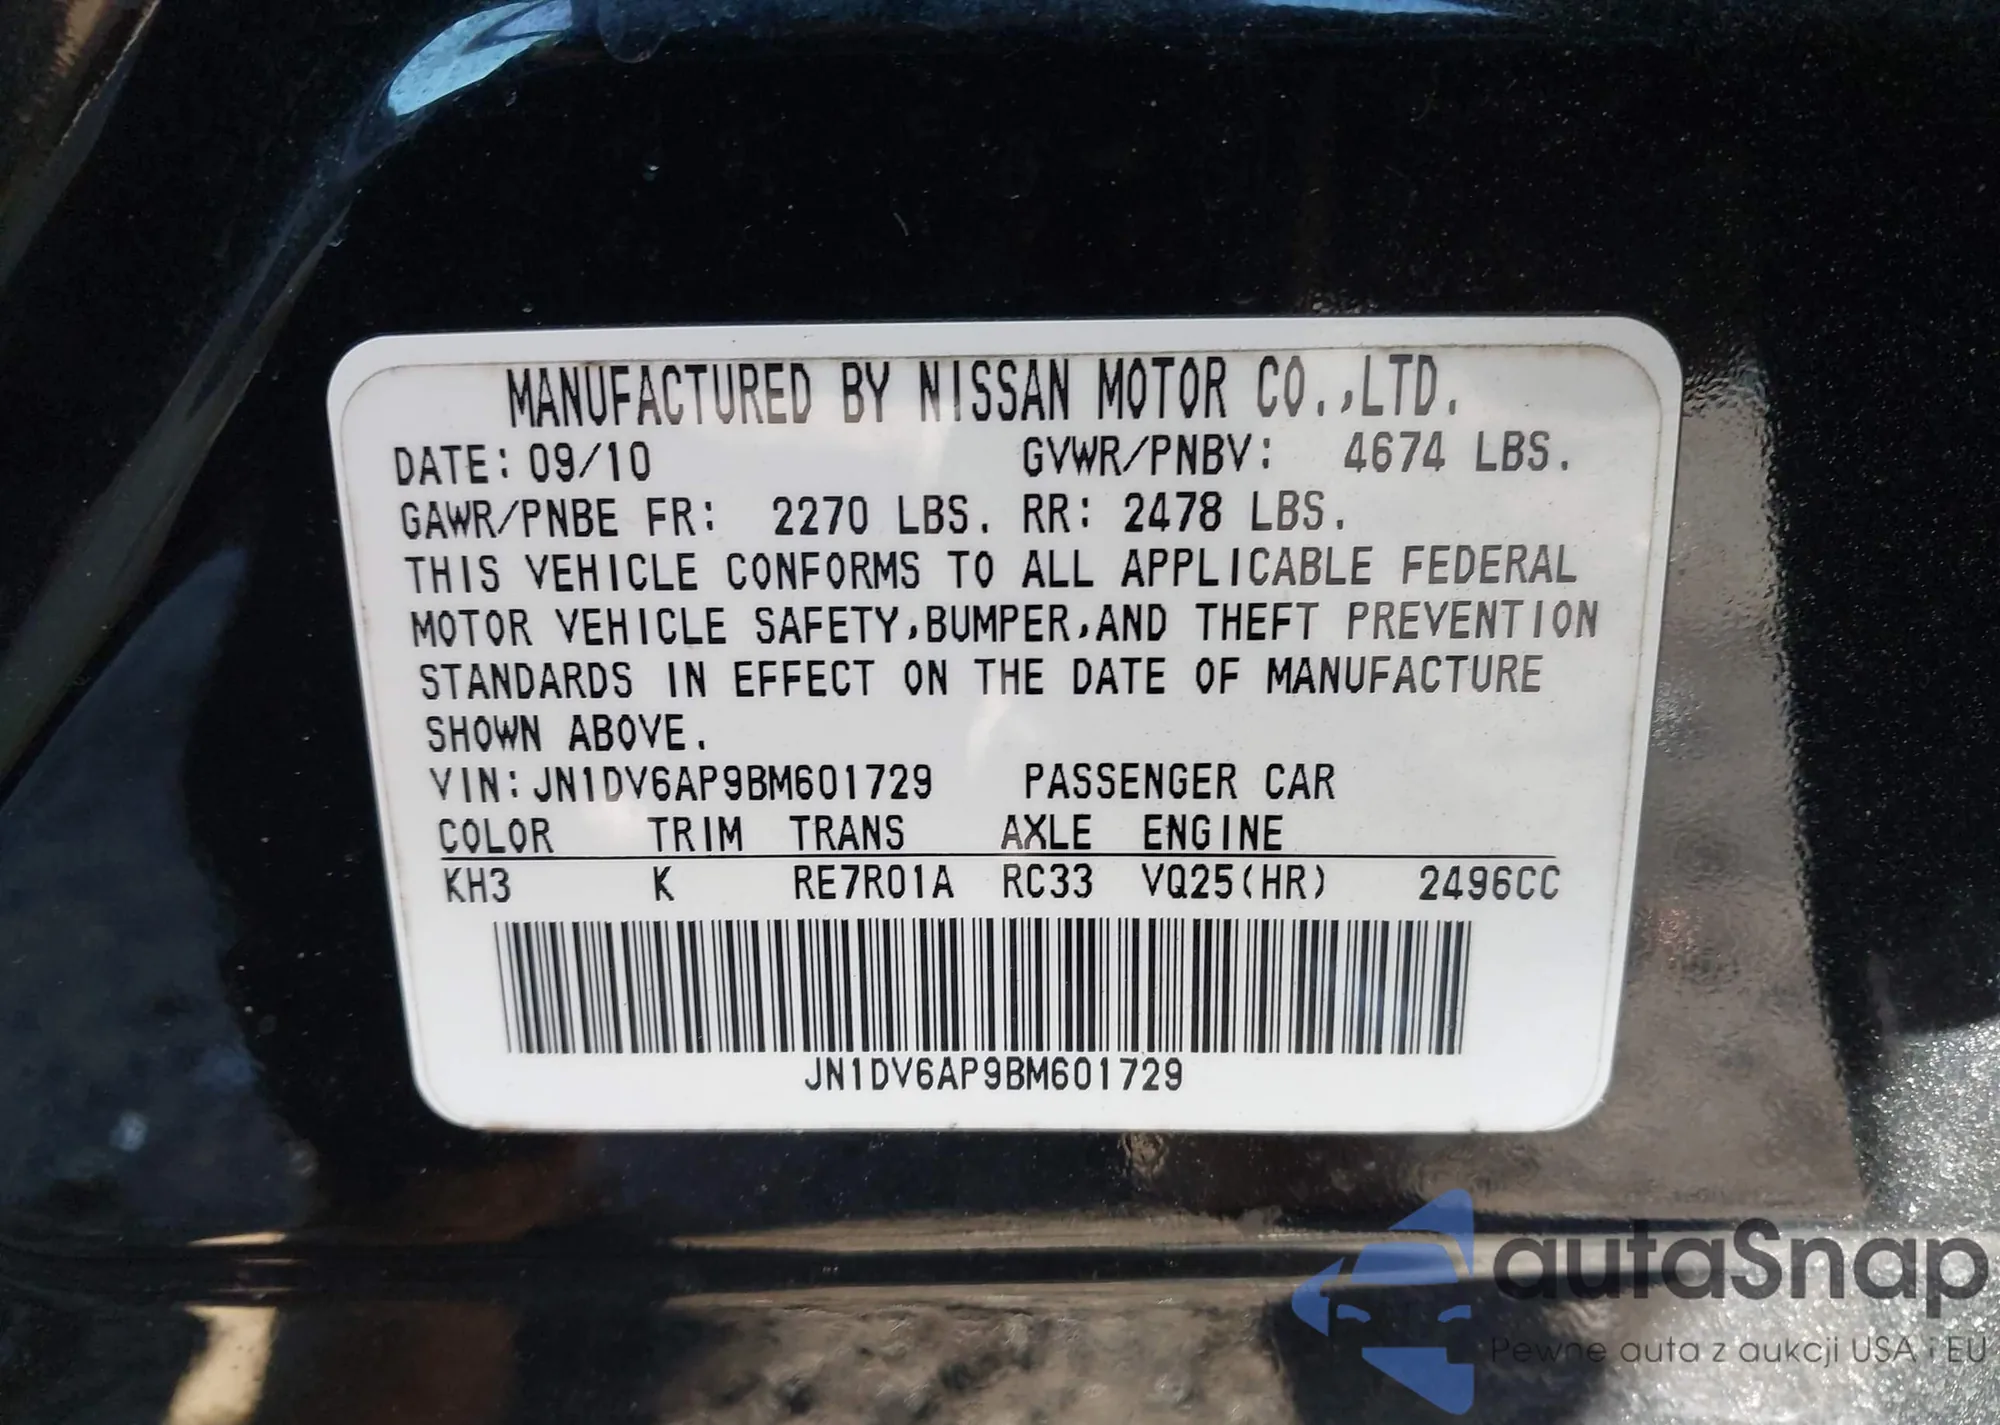 MANUFACTURED BY NISSAN MOTOR CO.,LTD.
DATE: 09/10 GVWR/PNBV: 4674 LBS.
GAWR/PNBE FR: 2270 LBS. RR: 2478 LBS.
THIS VEHICLE CONFORMS TO ALL APPLICABLE FEDERAL
MOTOR VEHICLE SAFETY,BUMPER,AND THEFT PREVENTION
STANDARDS IN EFFECT ON THE DATE OF MANUFACTURE
SHOWN ABOVE.
VIN:JN1DV6AP9BM601729 PASSENGER CAR
COLOR TRIM TRANS AXLE ENGINE
KH3 K RE7R01A RC33 VQ25(HR) 2496CC
JN1DV6AP9BM601729
autaSnap
Pewne auta z aukcji USA i EU